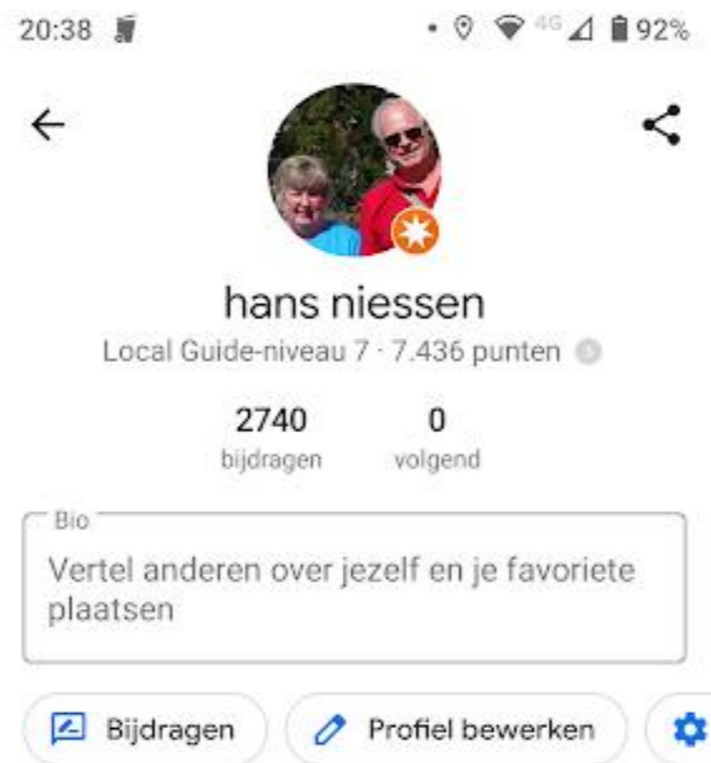 20:38 4G 92%
hans niessen
Local Guide-niveau 7 · 7.436 punten
2740 0
bijdragen volgend
Bio
Vertel anderen over jezelf en je favoriete
plaatsen
Bijdragen Profiel bewerken